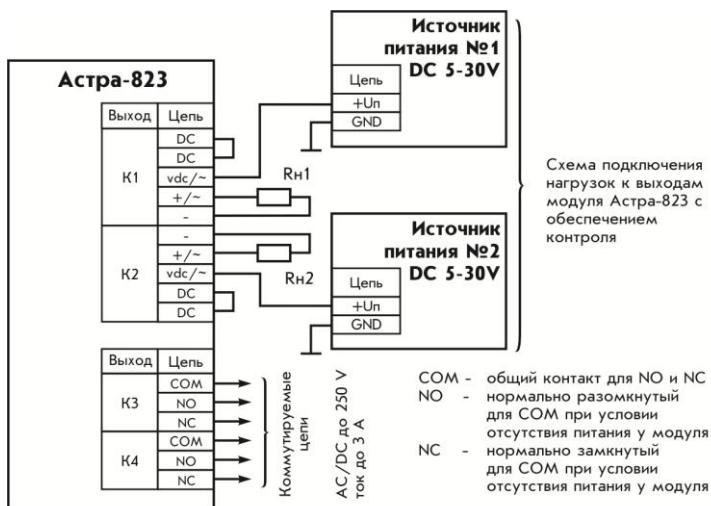 Астра-823
Выход Цепь
К1
DC
DC
vdc/~
+/~
-
К2
-
+/~
vdc/~
DC
DC
Выход Цепь
К3
COM
NO
NC
К4
COM
NO
NC
Rн1
Rн2
Источник
питания №1
DC 5-30V
Цепь
+Uп
GND
Источник
питания №2
DC 5-30V
Цепь
+Uп
GND
Схема подключения
нагрузок к выходам
модуля Астра-823 с
обеспечением
контроля
Коммутируемые
цепи
AC/DC до 250 V
ток до 3 А
COM - общий контакт для NO и NC
NO - нормально разомкнутый
для COM при условии
отсутствия питания у модуля
NC - нормально замкнутый
для COM при условии
отсутствия питания у модуля